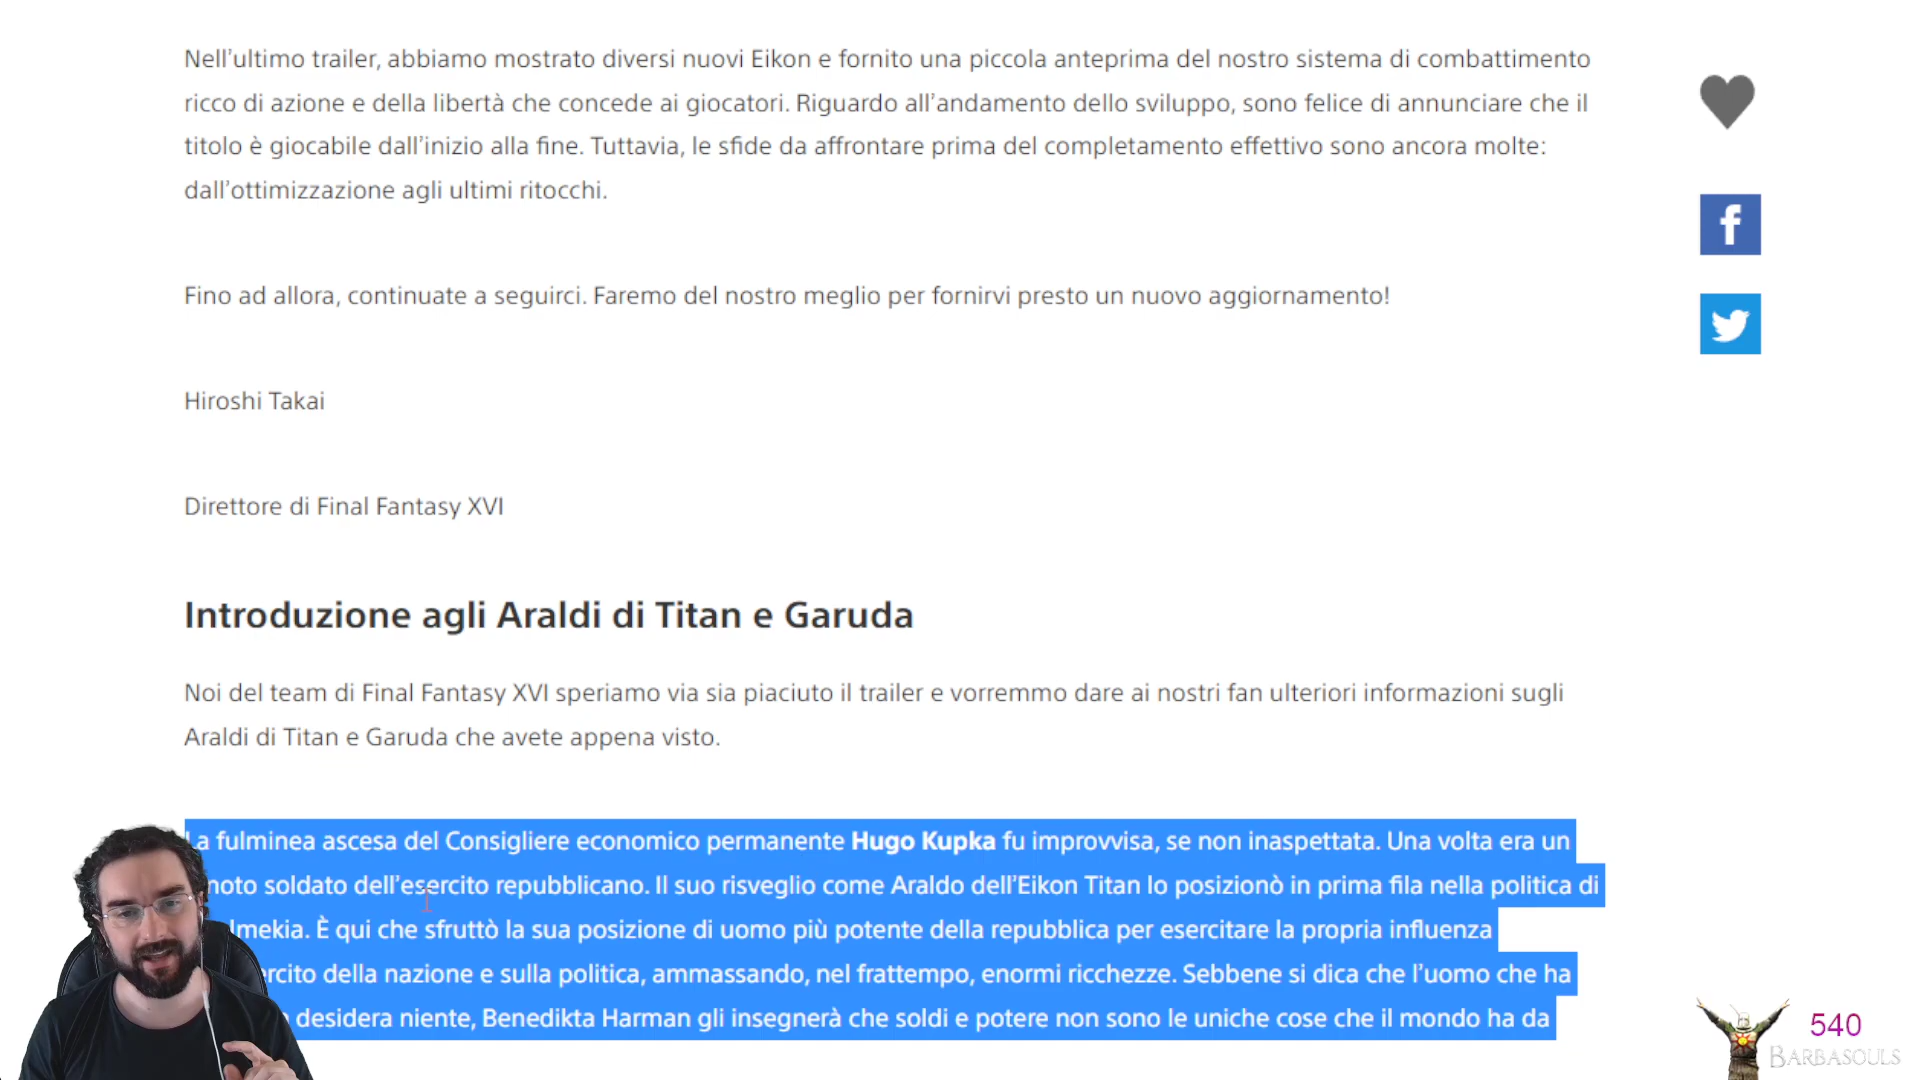 Nell'ultimo trailer, abbiamo mostrato diversi nuovi Eikon e fornito una piccola anteprima del nostro sistema di combattimento
ricco di azione e della libertà che concede ai giocatori. Riguardo all'andamento dello sviluppo, sono felice di annunciare che il
titolo è giocabile dall'inizio alla fine. Tuttavia, le sfide da affrontare prima del completamento effettivo sono ancora molte:
dall'ottimizzazione agli ultimi ritocchi.
Fino ad allora, continuate a seguirci. Faremo del nostro meglio per fornirvi presto un nuovo aggiornamento!
Hiroshi Takai
Direttore di Final Fantasy XVI
Introduzione agli Araldi di Titan e Garuda
Noi del team di Final Fantasy XVI speriamo via sia piaciuto il trailer e vorremmo dare ai nostri fan ulteriori informazioni sugli
Araldi di Titan e Garuda che avete appena visto.
La fulminea ascesa del Consigliere economico permanente Hugo Kupka fu improvvisa, se non inaspettata. Una volta era un
noto soldato dell'esercito repubblicano. Il suo risveglio come Araldo dell'Eikon Titan lo posizionò in prima fila nella politica di
lmekia. È qui che sfruttò la sua posizione di uomo più potente della repubblica per esercitare la propria influenza
rcito della nazione e sulla politica, ammassando, nel frattempo, enormi ricchezze. Sebbene si dica che l'uomo che ha
desidera niente, Benedikta Harman gli insegnerà che soldi e potere non sono le uniche cose che il mondo ha da
540
BARBASOULS